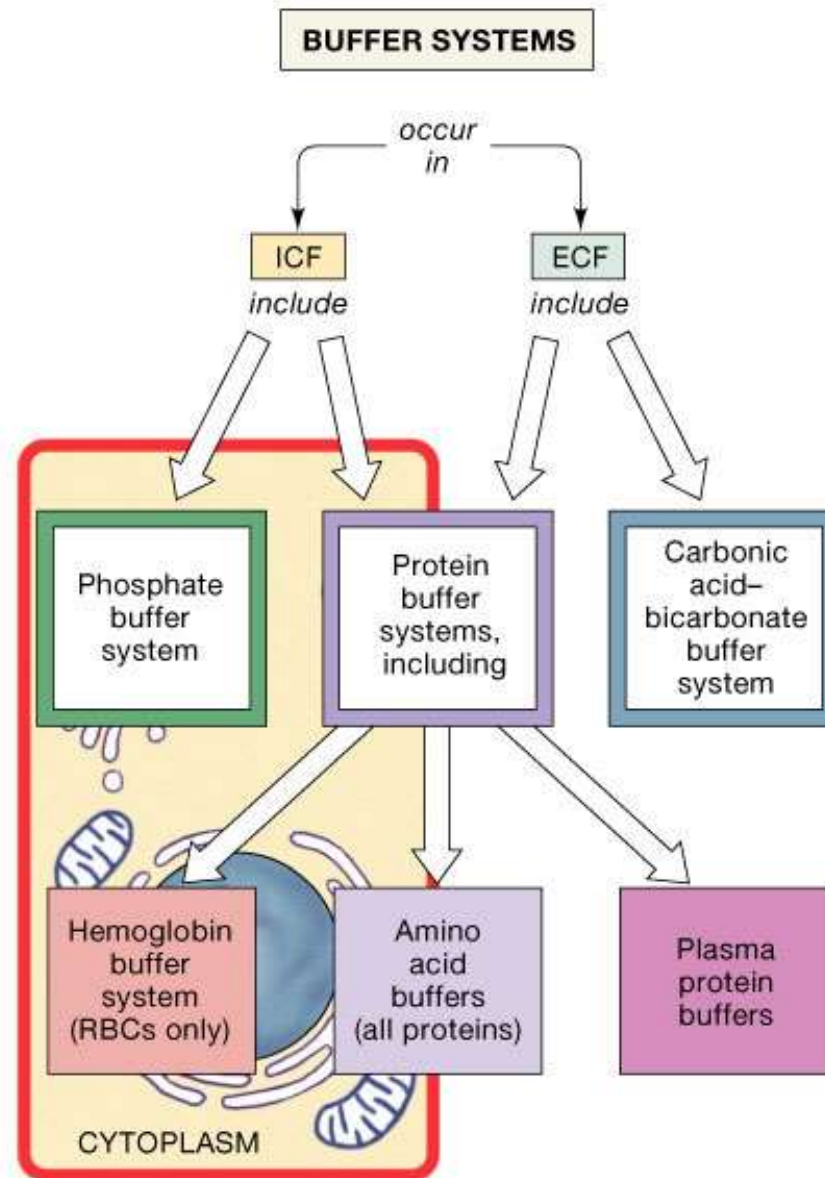 BUFFER SYSTEMS
occur
in
ICF
ECF
include
include
Phosphate
buffer
system
Protein
buffer
systems,
including
Carbonic
acid–
bicarbonate
buffer
system
Hemoglobin
buffer
system
(RBCs only)
Amino
acid
buffers
(all proteins)
Plasma
protein
buffers
CYTOPLASM